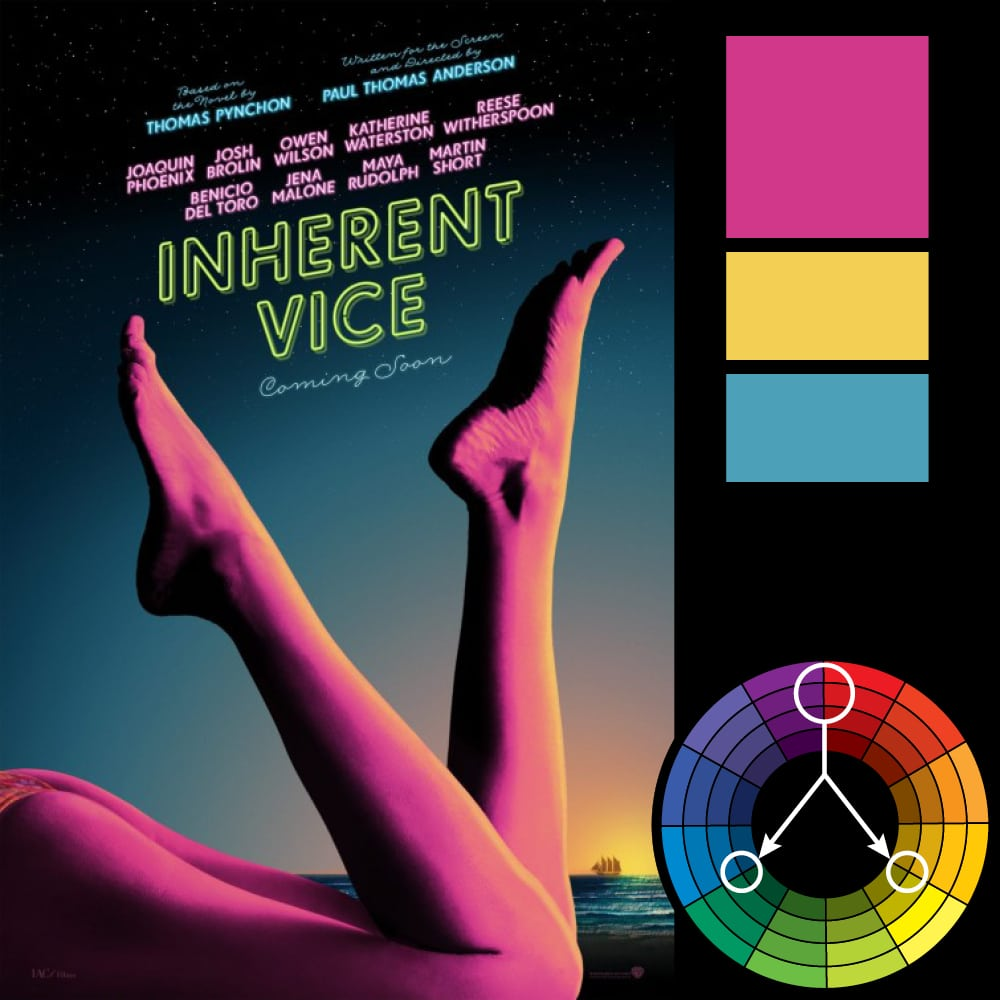 Based on
the Novel by
THOMAS PYNCHON
Written for the Screen
and Directed by
PAUL THOMAS ANDERSON
JOAQUIN
PHOENIX
JOSH
BROLIN
OWEN
WILSON
KATHERINE
WATERSTON
REESE
WITHERSPOON
BENICIO
DEL TORO
JENA
MALONE
MAYA
RUDOLPH
MARTIN
SHORT
INHERENT
VICE
Coming Soon
IAC/Films